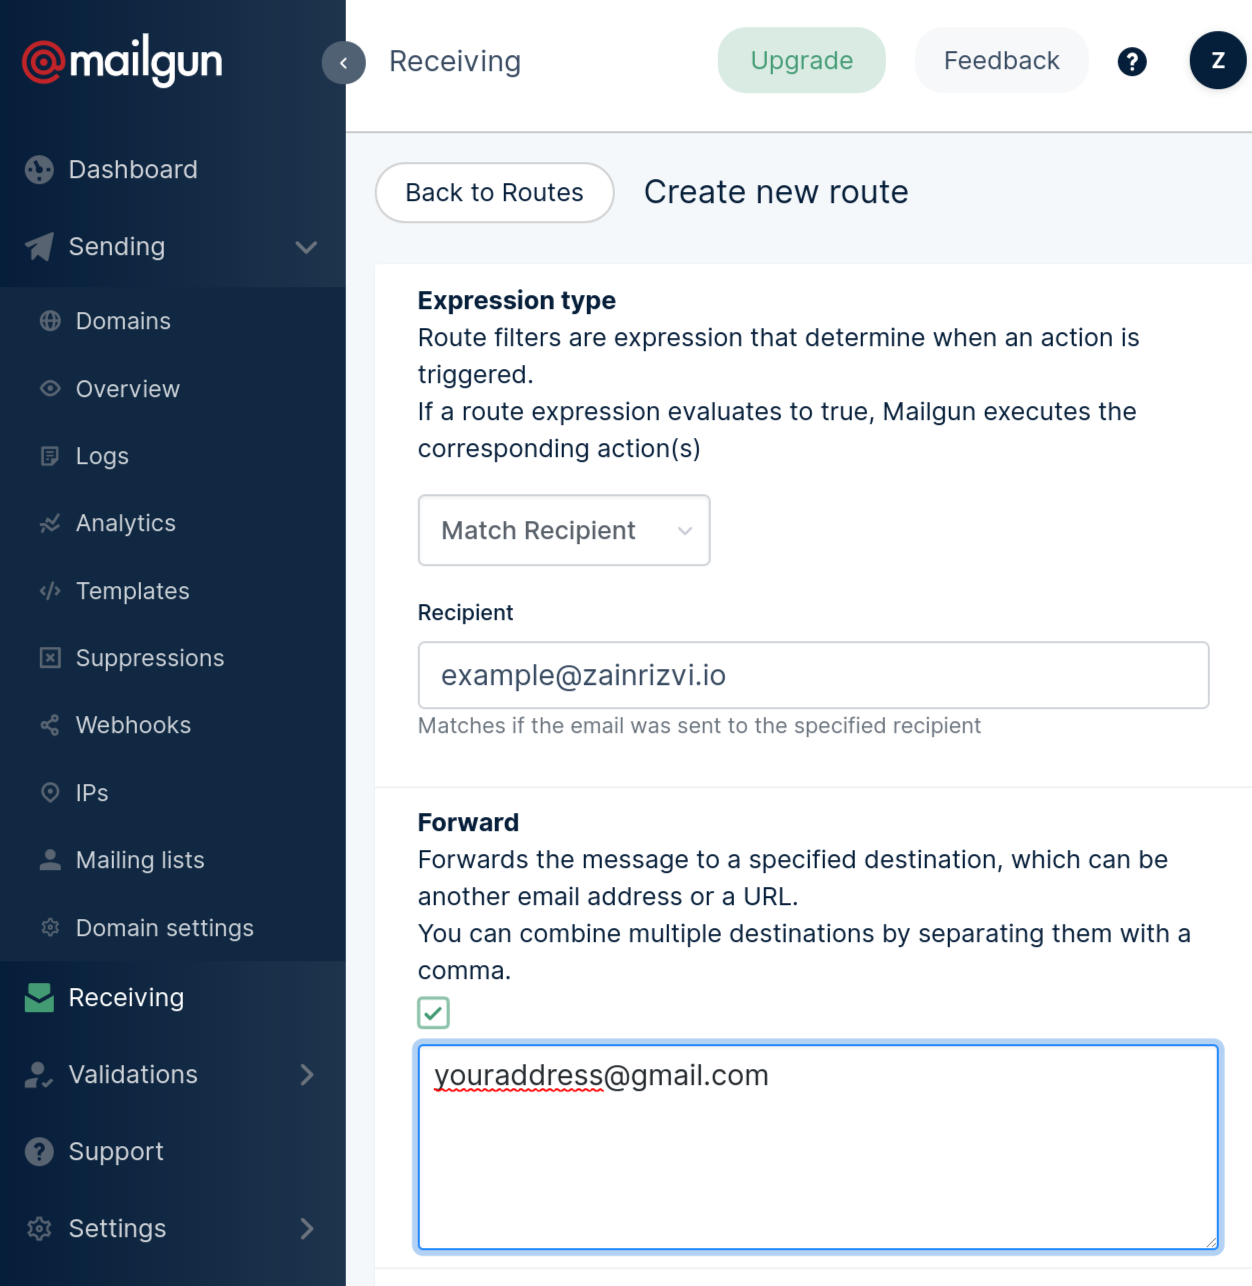 @mailgun
Receiving
Upgrade
Feedback
?
Z
Dashboard
Sending
Domains
Overview
Logs
Analytics
Templates
Suppressions
Webhooks
IPs
Mailing lists
Domain settings
Receiving
Validations
Support
Settings
Back to Routes
Create new route
Expression type
Route filters are expression that determine when an action is
triggered.
If a route expression evaluates to true, Mailgun executes the
corresponding action(s)
Match Recipient
Recipient
example@zainrizvi.io
Matches if the email was sent to the specified recipient
Forward
Forwards the message to a specified destination, which can be
another email address or a URL.
You can combine multiple destinations by separating them with a
comma.
youraddress@gmail.com